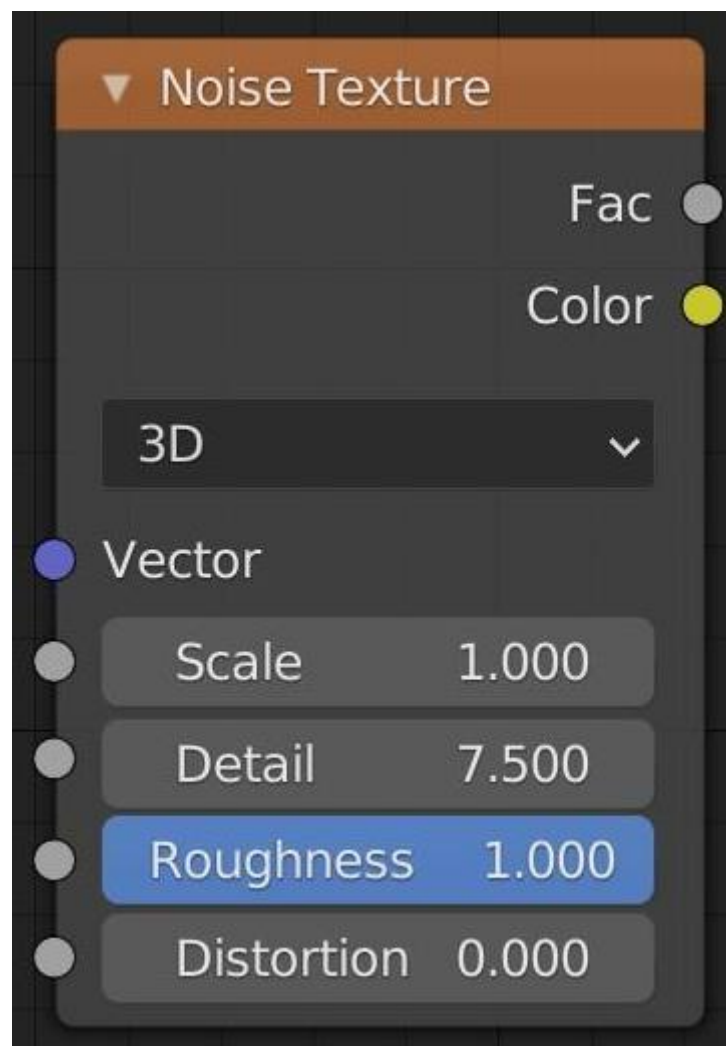 Noise Texture
Fac
Color
3D
Vector
Scale 1.000
Detail 7.500
Roughness 1.000
Distortion 0.000